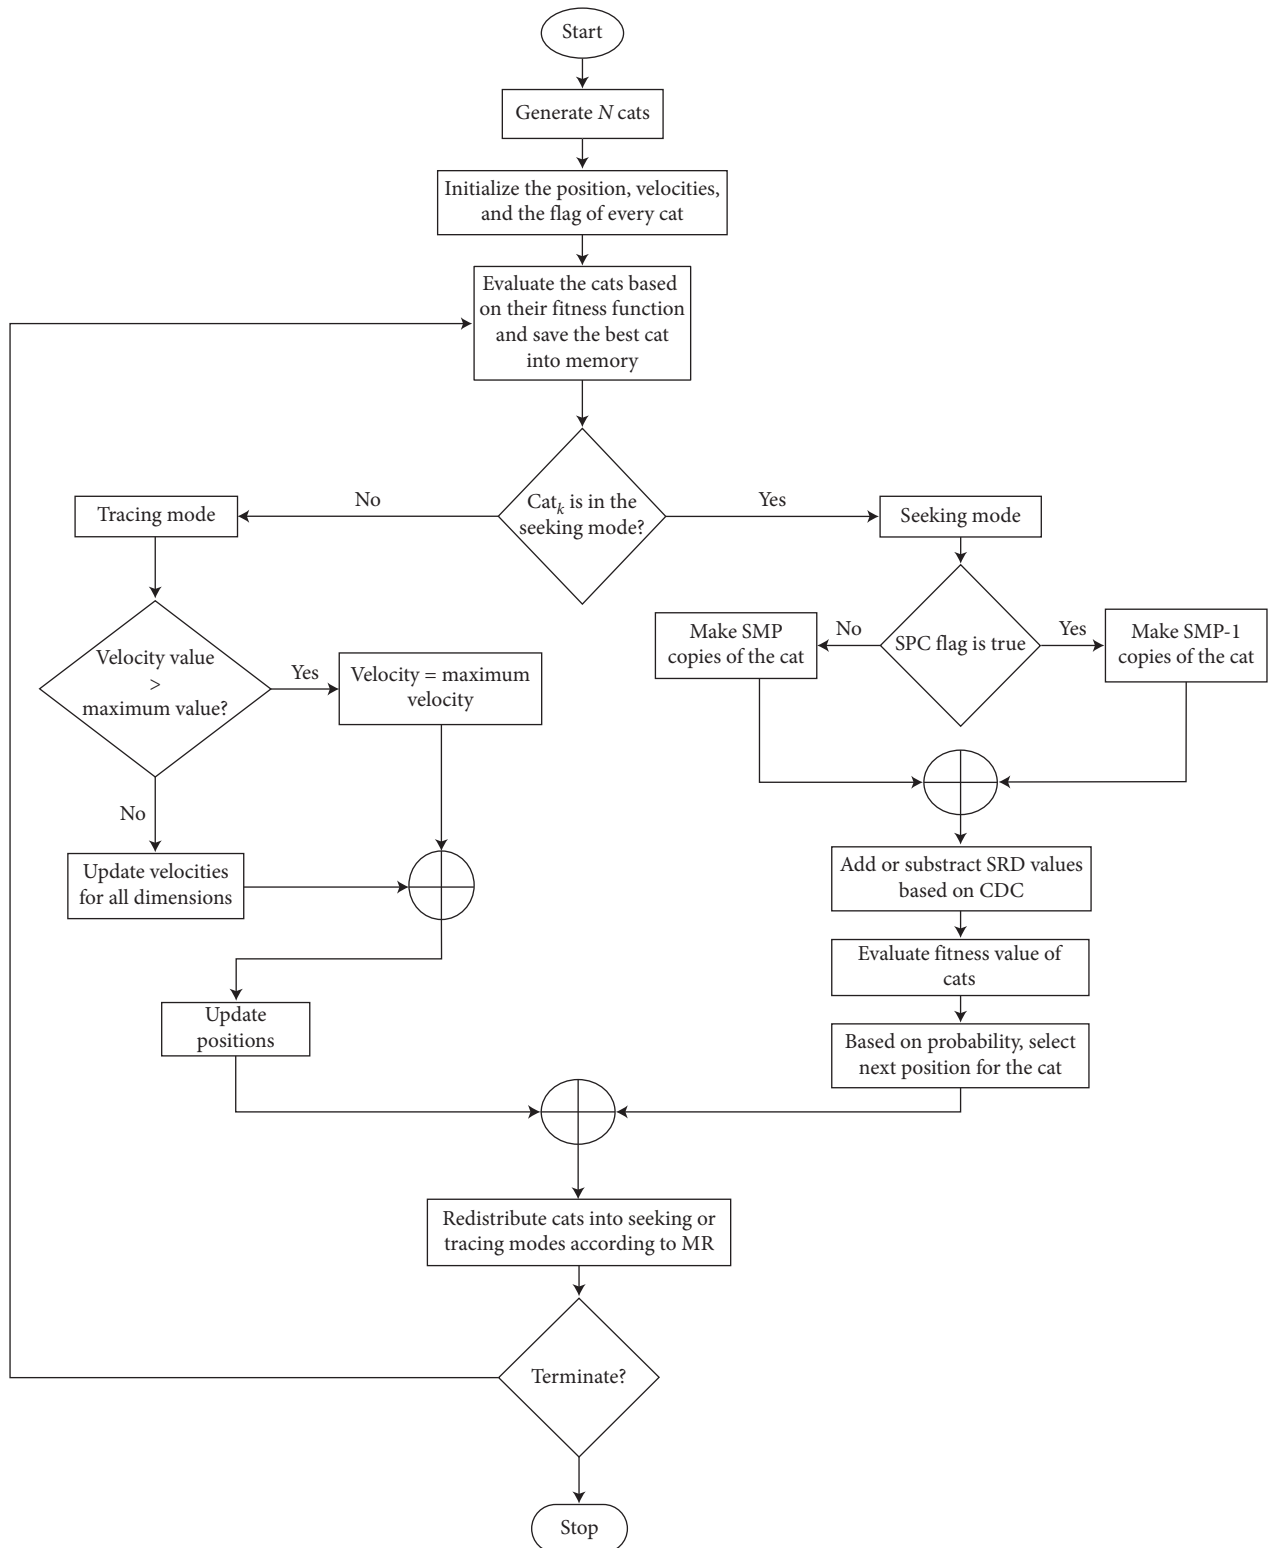 Start
Generate N cats
Initialize the position, velocities,
and the flag of every cat
Evaluate the cats based
on their fitness function
and save the best cat
into memory
Catk is in the
seeking mode?
No
Yes
Tracing mode
Seeking mode
Velocity value
>
maximum value?
Yes
Velocity = maximum
velocity
No
Update velocities
for all dimensions
Update
positions
SPC flag is true
No
Make SMP
copies of the cat
Yes
Make SMP-1
copies of the cat
Add or substract SRD values
based on CDC
Evaluate fitness value of
cats
Based on probability, select
next position for the cat
Redistribute cats into seeking or
tracing modes according to MR
Terminate?
Stop